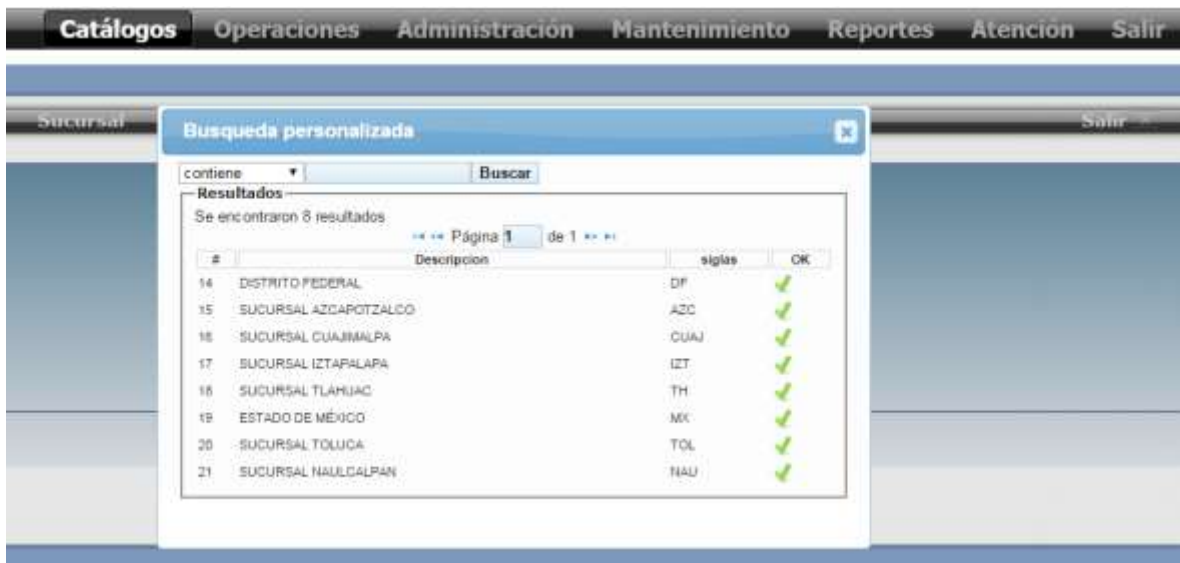 Catálogos Operaciones Administración Mantenimiento Reportes Atención Salir
Sucursal Salir
Busqueda personalizada
contiene Buscar
Resultados
Se encontraron 8 resultados
Página 1 de 1
# Descripcion siglas OK
14 DISTRITO FEDERAL DF
15 SUCURSAL AZCAPOTZALCO AZC
16 SUCURSAL CUAJIMALPA CUAJ
17 SUCURSAL IZTAPALAPA IZT
18 SUCURSAL TLAHUAC TH
19 ESTADO DE MÉXICO MX
20 SUCURSAL TOLUCA TOL
21 SUCURSAL NAULCALPAN NAU